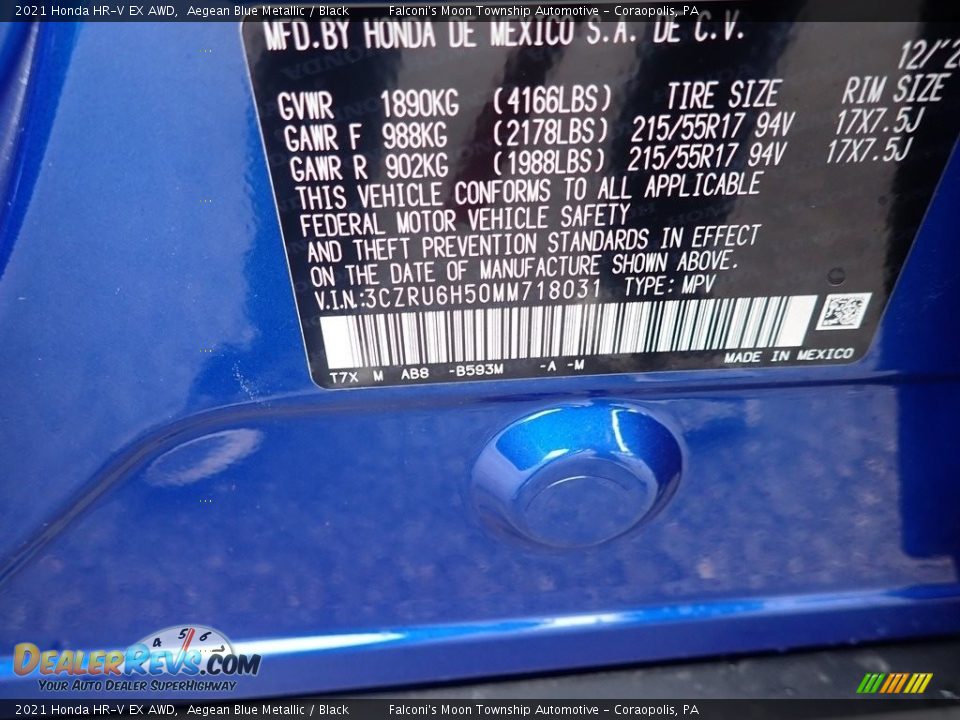 2021 Honda HR-V EX AWD, Aegean Blue Metallic / Black Falconi's Moon Township Automotive - Coraopolis, PA
MFD.BY HONDA DE MEXICO S.A. DE C.V.
GVWR 1890KG (4166LBS) TIRE SIZE RIM SIZE
GAWR F 988KG (2178LBS) 215/55R17 94V 17X7.5J
GAWR R 902KG (1988LBS) 215/55R17 94V 17X7.5J
THIS VEHICLE CONFORMS TO ALL APPLICABLE
FEDERAL MOTOR VEHICLE SAFETY
AND THEFT PREVENTION STANDARDS IN EFFECT
ON THE DATE OF MANUFACTURE SHOWN ABOVE.
V.I.N.:3CZRU6H50MM718031 TYPE: MPV
MADE IN MEXICO
T7X M AB8 -B593M -A -M
4 5 6
DEALERREVS.COM
YOUR AUTO DEALER SUPERHIGHWAY
2021 Honda HR-V EX AWD, Aegean Blue Metallic / Black Falconi's Moon Township Automotive - Coraopolis, PA